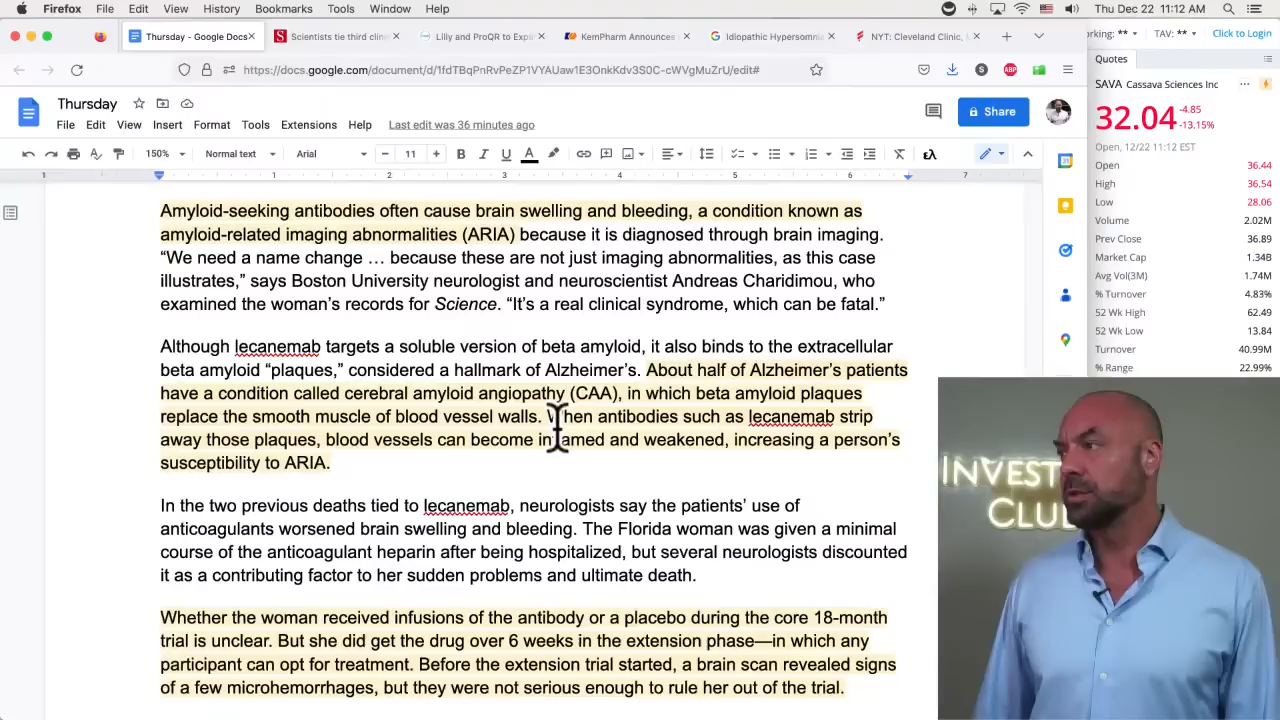 Firefox File Edit View History Bookmarks Tools Window Help Thu Dec 22 11:12 AM
Thursday - Google Docs Scientists tie third clinic Lilly and ProQR to Exp KemPharm Announces Idiopathic Hypersomni NYT: Cleveland Clinic, rking: ** TAV: ** Click to Login
https://docs.google.com/document/d/1fdTBqPnRvPeZP1VYAUaw1E3OnkKdv3S0C-cWVgMuZrU/edit# S ABP Quotes
Thursday
File Edit View Insert Format Tools Extensions Help Last edit was 36 minutes ago
Share
150% Normal text Arial 11 B I U A
1 1 2 3 4 5 6 7
Amyloid-seeking antibodies often cause brain swelling and bleeding, a condition known as
amyloid-related imaging abnormalities (ARIA) because it is diagnosed through brain imaging.
“We need a name change … because these are not just imaging abnormalities, as this case
illustrates,” says Boston University neurologist and neuroscientist Andreas Charidimou, who
examined the woman’s records for Science. “It’s a real clinical syndrome, which can be fatal.”
Although lecanemab targets a soluble version of beta amyloid, it also binds to the extracellular
beta amyloid “plaques,” considered a hallmark of Alzheimer’s. About half of Alzheimer’s patients
have a condition called cerebral amyloid angiopathy (CAA), in which beta amyloid plaques
replace the smooth muscle of blood vessel walls. When antibodies such as lecanemab strip
away those plaques, blood vessels can become inflamed and weakened, increasing a person’s
susceptibility to ARIA.
In the two previous deaths tied to lecanemab, neurologists say the patients’ use of
anticoagulants worsened brain swelling and bleeding. The Florida woman was given a minimal
course of the anticoagulant heparin after being hospitalized, but several neurologists discounted
it as a contributing factor to her sudden problems and ultimate death.
Whether the woman received infusions of the antibody or a placebo during the core 18-month
trial is unclear. But she did get the drug over 6 weeks in the extension phase—in which any
participant can opt for treatment. Before the extension trial started, a brain scan revealed signs
of a few microhemorrhages, but they were not serious enough to rule her out of the trial.
SAVA Cassava Sciences Inc
32.04 -4.85
-13.15%
Open, 12/22 11:12 EST
Open 36.44
High 36.54
Low 28.06
Volume 2.02M
Prev Close 36.89
Market Cap 1.34B
Avg Vol(3M) 1.74M
% Turnover 4.83%
52 Wk High 62.49
52 Wk Low 13.84
Turnover 40.99M
% Range 22.99%
INVEST
CLU